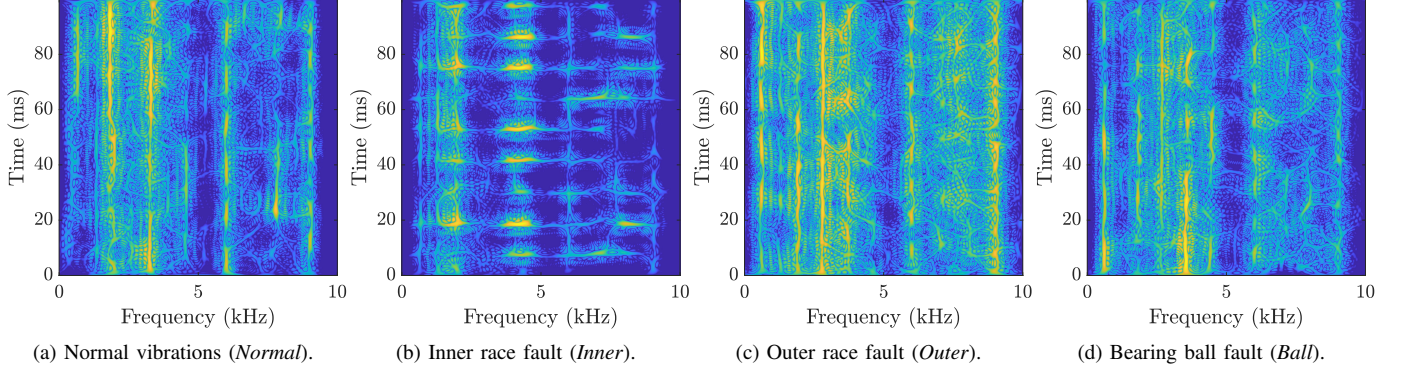 80
60
40
20
0
Time (ms)
0 5 10
Frequency (kHz)
(a) Normal vibrations (Normal).
80
60
40
20
0
Time (ms)
0 5 10
Frequency (kHz)
(b) Inner race fault (Inner).
80
60
40
20
0
Time (ms)
0 5 10
Frequency (kHz)
(c) Outer race fault (Outer).
80
60
40
20
0
Time (ms)
0 5 10
Frequency (kHz)
(d) Bearing ball fault (Ball).